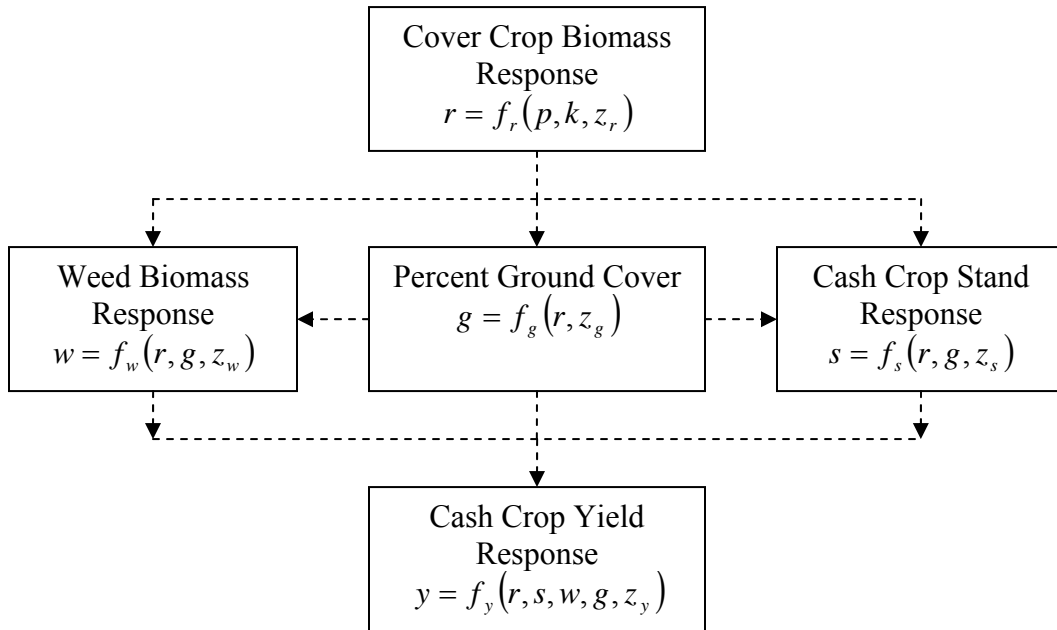 Cover Crop Biomass
Response
r = f_r(p, k, z_r)
Weed Biomass
Response
w = f_w(r, g, z_w)
Percent Ground Cover
g = f_g(r, z_g)
Cash Crop Stand
Response
s = f_s(r, g, z_s)
Cash Crop Yield
Response
y = f_y(r, s, w, g, z_y)